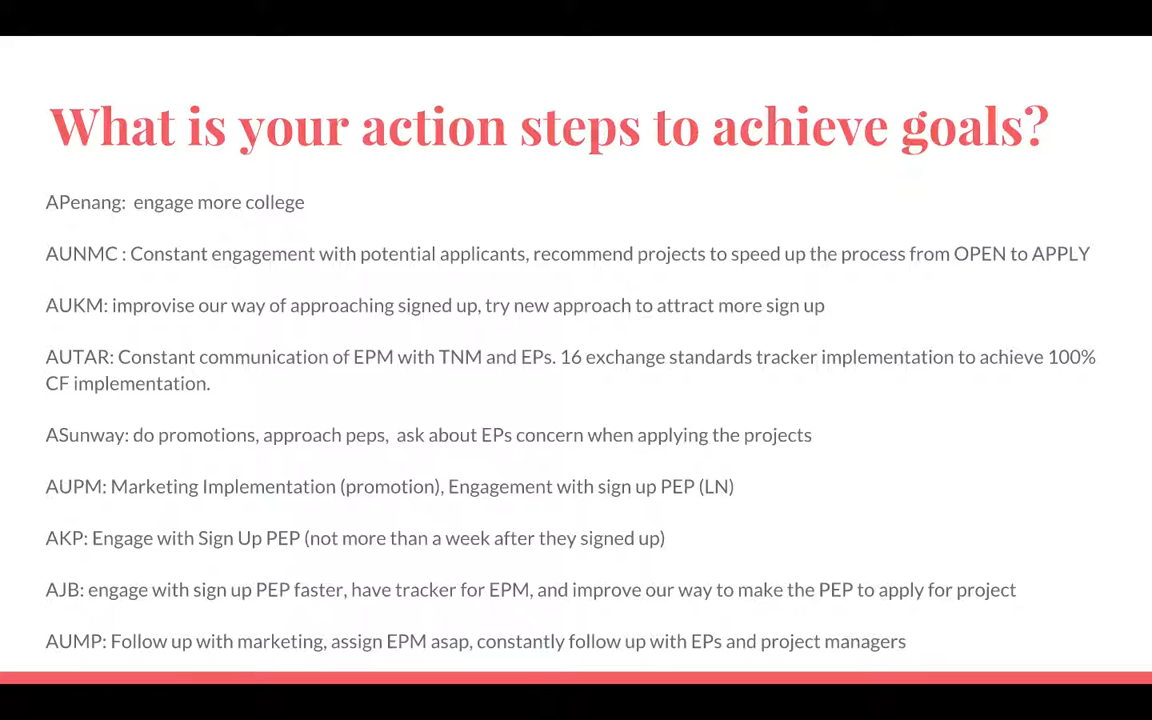 What is your action steps to achieve goals?
APenang: engage more college
AUNMC : Constant engagement with potential applicants, recommend projects to speed up the process from OPEN to APPLY
AUKM: improvise our way of approaching signed up, try new approach to attract more sign up
AUTAR: Constant communication of EPM with TNM and EPs. 16 exchange standards tracker implementation to achieve 100%
CF implementation.
ASunway: do promotions, approach peps, ask about EPs concern when applying the projects
AUPM: Marketing Implementation (promotion), Engagement with sign up PEP (LN)
AKP: Engage with Sign Up PEP (not more than a week after they signed up)
AJB: engage with sign up PEP faster, have tracker for EPM, and improve our way to make the PEP to apply for project
AUMP: Follow up with marketing, assign EPM asap, constantly follow up with EPs and project managers